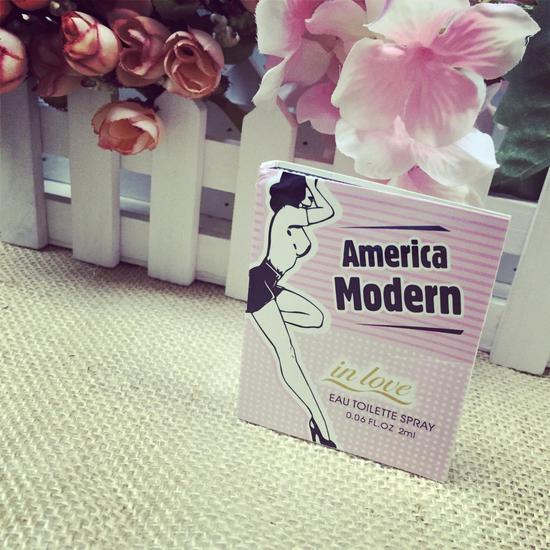 America
Modern
in love
EAU TOILETTE SPRAY
0.06 FL.OZ 2ml